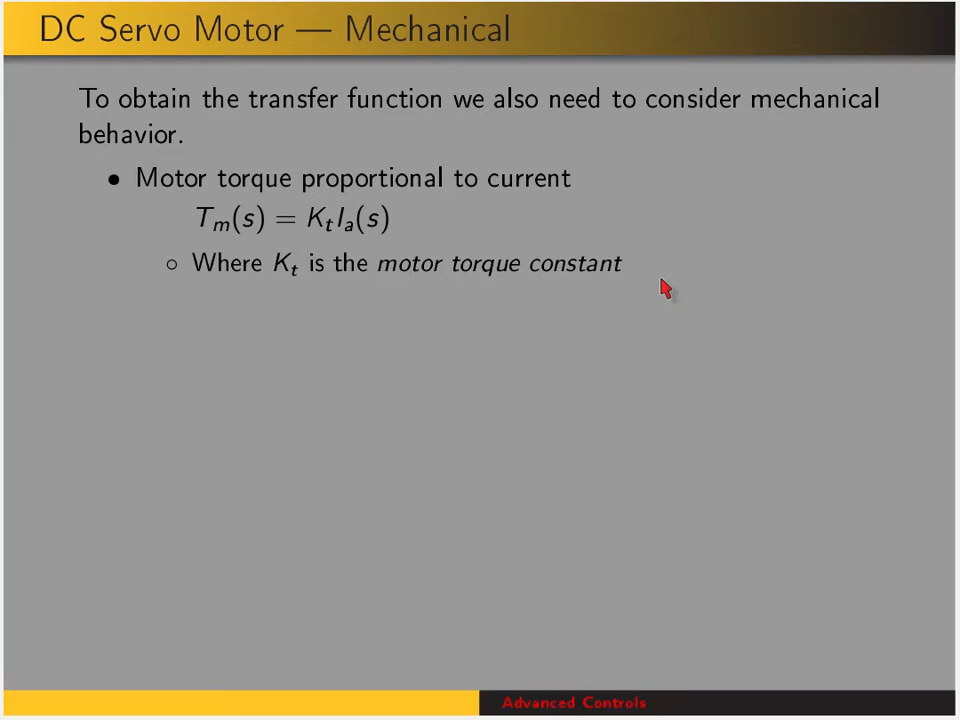 DC Servo Motor — Mechanical
To obtain the transfer function we also need to consider mechanical
behavior.
• Motor torque proportional to current
Tₘ(s) = KₜIₐ(s)
◦ Where Kₜ is the motor torque constant
Advanced Controls